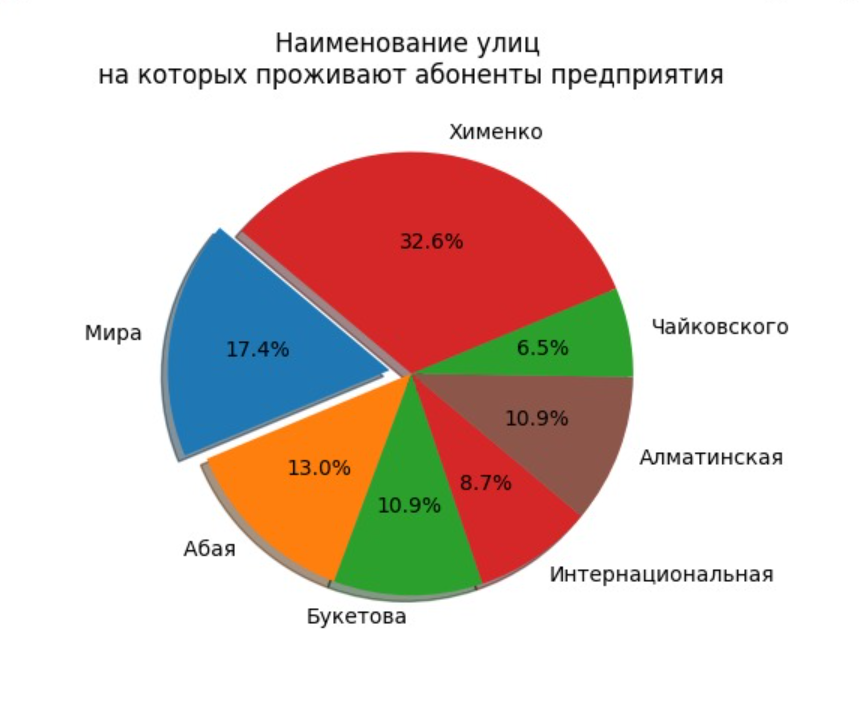 Наименование улиц
на которых проживают абоненты предприятия
Хименко
32.6%
Мира
17.4%
Чайковского
6.5%
10.9%
Алматинская
13.0%
8.7%
10.9%
Абая
Интернациональная
Букетова